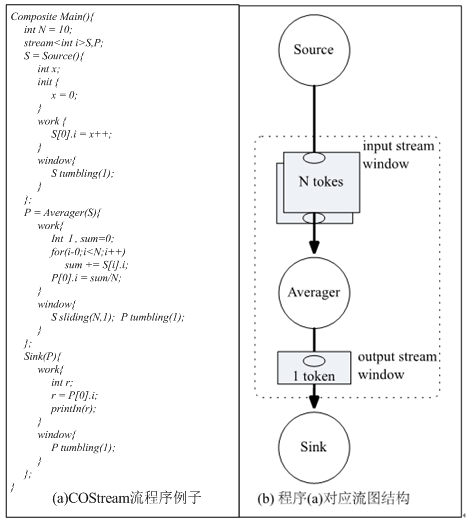 Composite Main(){
int N = 10;
stream<int i>S,P;
S = Source(){
int x;
init {
x = 0;
}
work {
S[0].i = x++;
}
window{
S tumbling(1);
}
};
P = Averager(S){
work{
Int I , sum=0;
for(i-0;i<N;i++)
sum += S[i].i;
P[0].i = sum/N;
}
window{
S sliding(N,1); P tumbling(1);
}
};
Sink(P){
work{
int r;
r = P[0].i;
println(r);
}
window{
P tumbling(1);
}
};
}
(a)COStream流程序例子
Source
input stream
window
N tokes
Averager
output stream
window
1 token
Sink
(b) 程序(a)对应流图结构